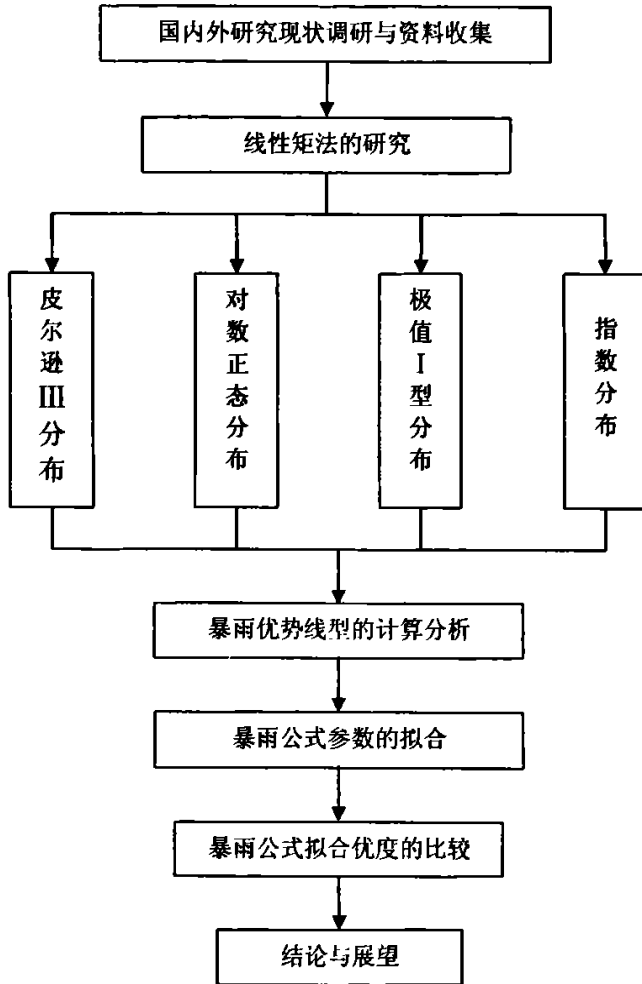 国内外研究现状调研与资料收集
线性矩法的研究
皮尔逊III分布
对数正态分布
极值I型分布
指数分布
暴雨优势线型的计算分析
暴雨公式参数的拟合
暴雨公式拟合优度的比较
结论与展望